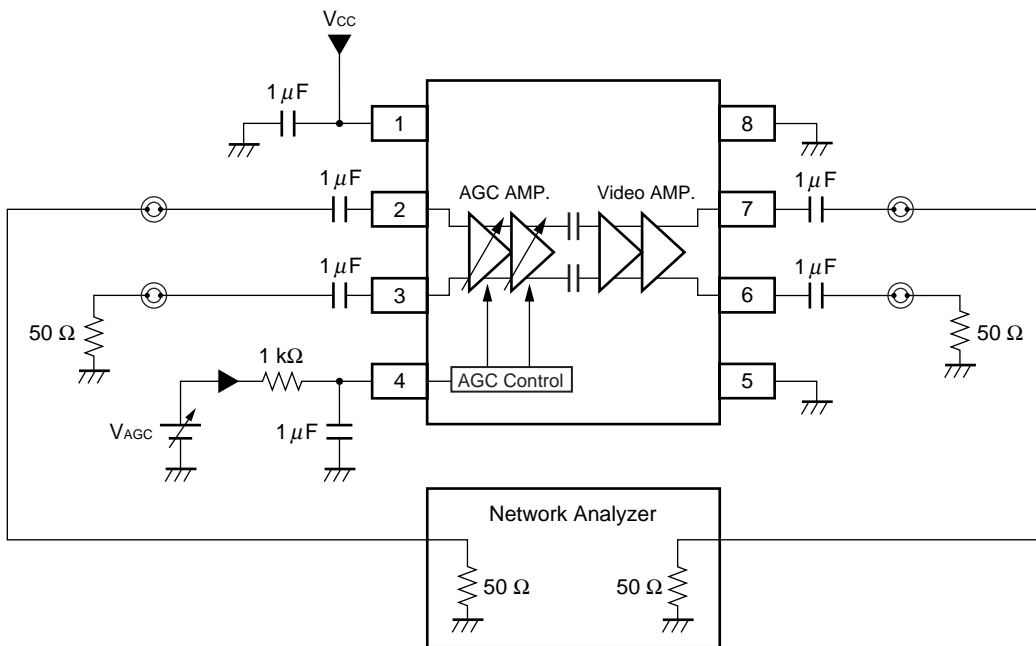 VCC
1 μF
1
8
1 μF
AGC AMP.
Video AMP.
1 μF
2
7
1 μF
1 μF
3
6
50 Ω
50 Ω
1 kΩ
4
AGC Control
5
VAGC
1 μF
Network Analyzer
50 Ω
50 Ω